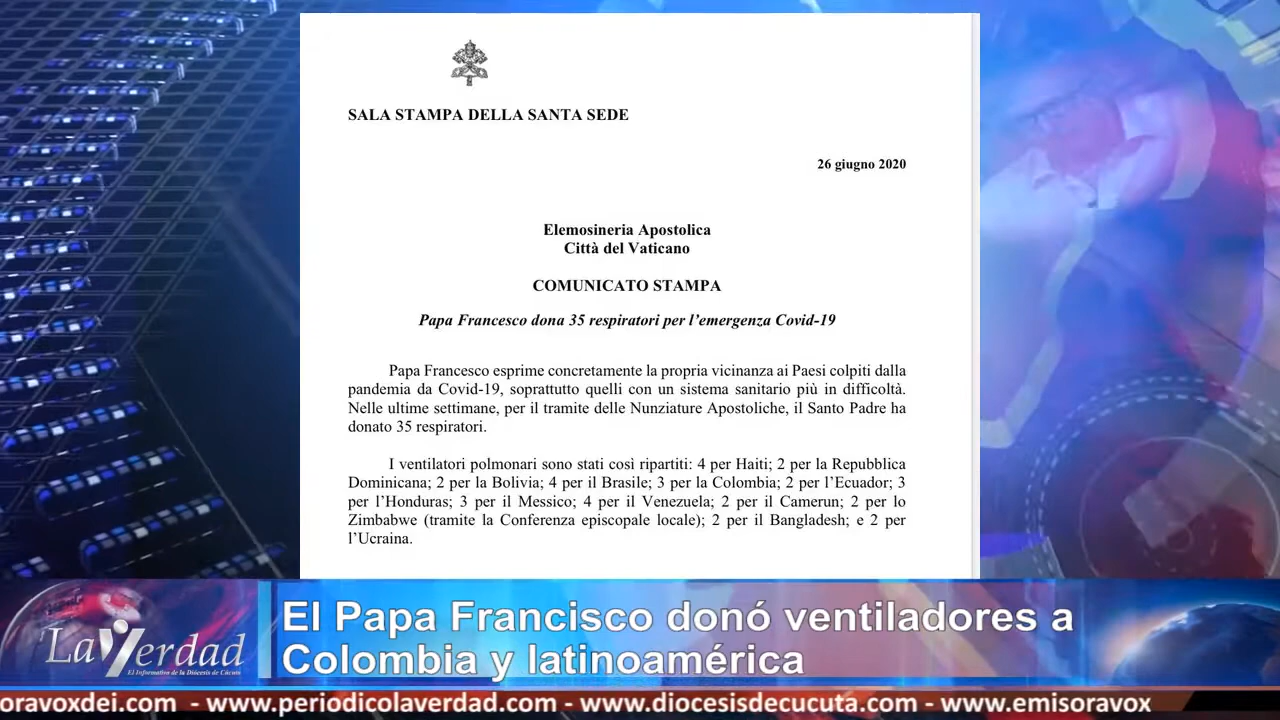 SALA STAMPA DELLA SANTA SEDE
26 giugno 2020
Elemosineria Apostolica
Città del Vaticano
COMUNICATO STAMPA
Papa Francesco dona 35 respiratori per l’emergenza Covid-19
Papa Francesco esprime concretamente la propria vicinanza ai Paesi colpiti dalla
pandemia da Covid-19, soprattutto quelli con un sistema sanitario più in difficoltà.
Nelle ultime settimane, per il tramite delle Nunziature Apostoliche, il Santo Padre ha
donato 35 respiratori.
I ventilatori polmonari sono stati così ripartiti: 4 per Haiti; 2 per la Repubblica
Dominicana; 2 per la Bolivia; 4 per il Brasile; 3 per la Colombia; 2 per l’Ecuador; 3
per l’Honduras; 3 per il Messico; 4 per il Venezuela; 2 per il Camerun; 2 per lo
Zimbabwe (tramite la Conferenza episcopale locale); 2 per il Bangladesh; e 2 per
l’Ucraina.
La Verdad
El Informativo de la Diócesis de Cúcuta
El Papa Francisco donó ventiladores a
Colombia y latinoamérica
oravoxdei.com - www.periodicolaverdad.com - www.diocesisdecucuta.com - www.emisoravox